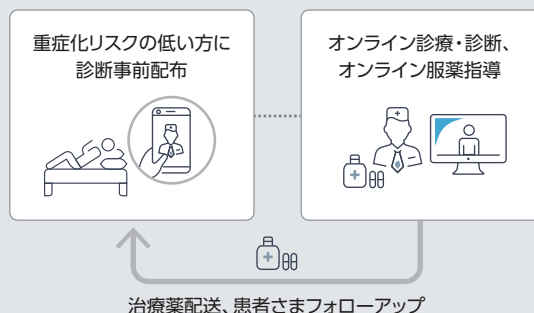 重症化リスクの低い方に
診断事前配布
オンライン診療・診断、
オンライン服薬指導
治療薬配送、患者さまフォローアップ